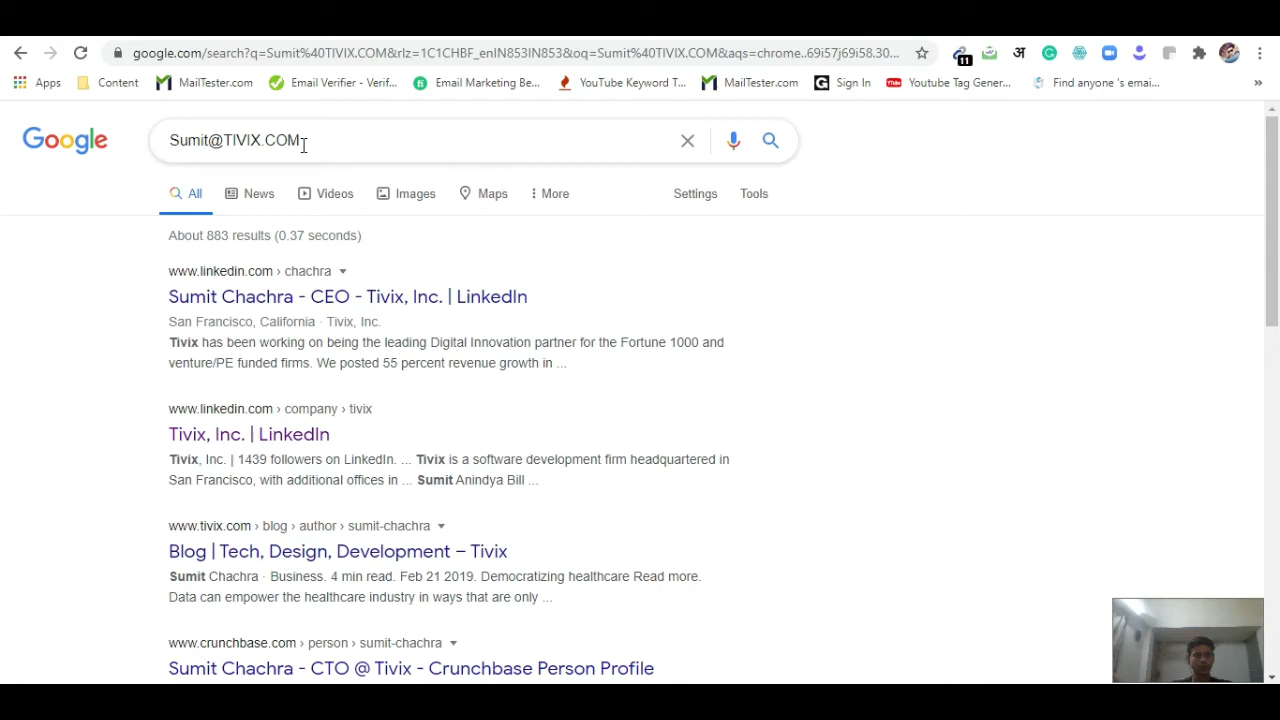 google.com/search?q=Sumit%40TIVIX.COM&rlz=1C1CHBF_enIN853IN853&oq=Sumit%40TIVIX.COM&aqs=chrome..69i57j69i58.30...
11
अ
Apps
Content
MailTester.com
Email Verifier - Verif...
Email Marketing Be...
YouTube Keyword T...
MailTester.com
Sign In
Youtube Tag Gener...
Find anyone 's emai...
»
Google
Sumit@TIVIX.COM
All
News
Videos
Images
Maps
More
Settings
Tools
About 883 results (0.37 seconds)
www.linkedin.com › chachra
Sumit Chachra - CEO - Tivix, Inc. | LinkedIn
San Francisco, California · Tivix, Inc.
Tivix has been working on being the leading Digital Innovation partner for the Fortune 1000 and
venture/PE funded firms. We posted 55 percent revenue growth in ...
www.linkedin.com › company › tivix
Tivix, Inc. | LinkedIn
Tivix, Inc. | 1439 followers on LinkedIn. ... Tivix is a software development firm headquartered in
San Francisco, with additional offices in ... Sumit Anindya Bill ...
www.tivix.com › blog › author › sumit-chachra
Blog | Tech, Design, Development – Tivix
Sumit Chachra · Business. 4 min read. Feb 21 2019. Democratizing healthcare Read more.
Data can empower the healthcare industry in ways that are only ...
www.crunchbase.com › person › sumit-chachra
Sumit Chachra - CTO @ Tivix - Crunchbase Person Profile